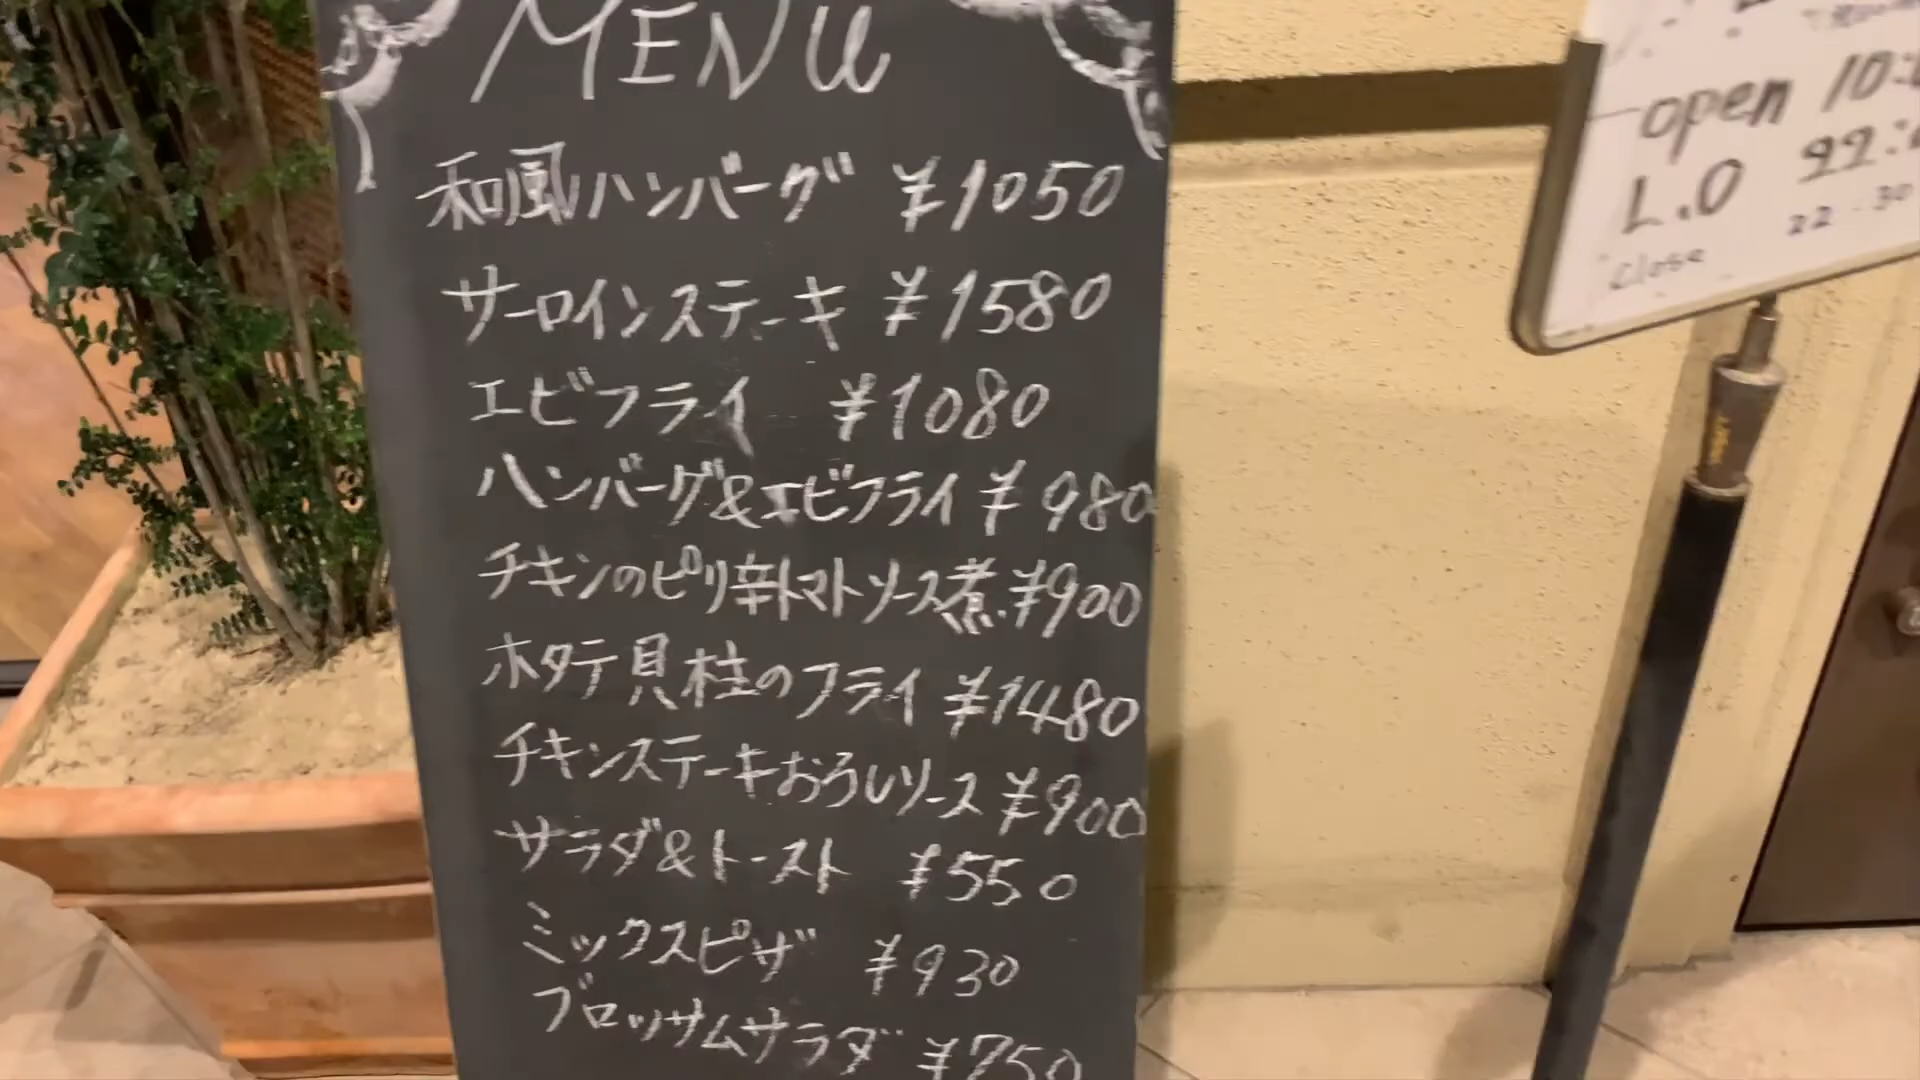 MENU
和風ハンバーグ ¥1050
サーロインステーキ ¥1580
エビフライ ¥1080
ハンバーグ&エビフライ ¥980
チキンのピリ辛トマトソース煮 ¥900
ホタテ貝柱のフライ ¥1480
チキンステーキおろしソース ¥900
サラダ&トースト ¥550
ミックスピザ ¥930
ブロッサムサラダ ¥750
open 10:
L.O 22:
close 22:30